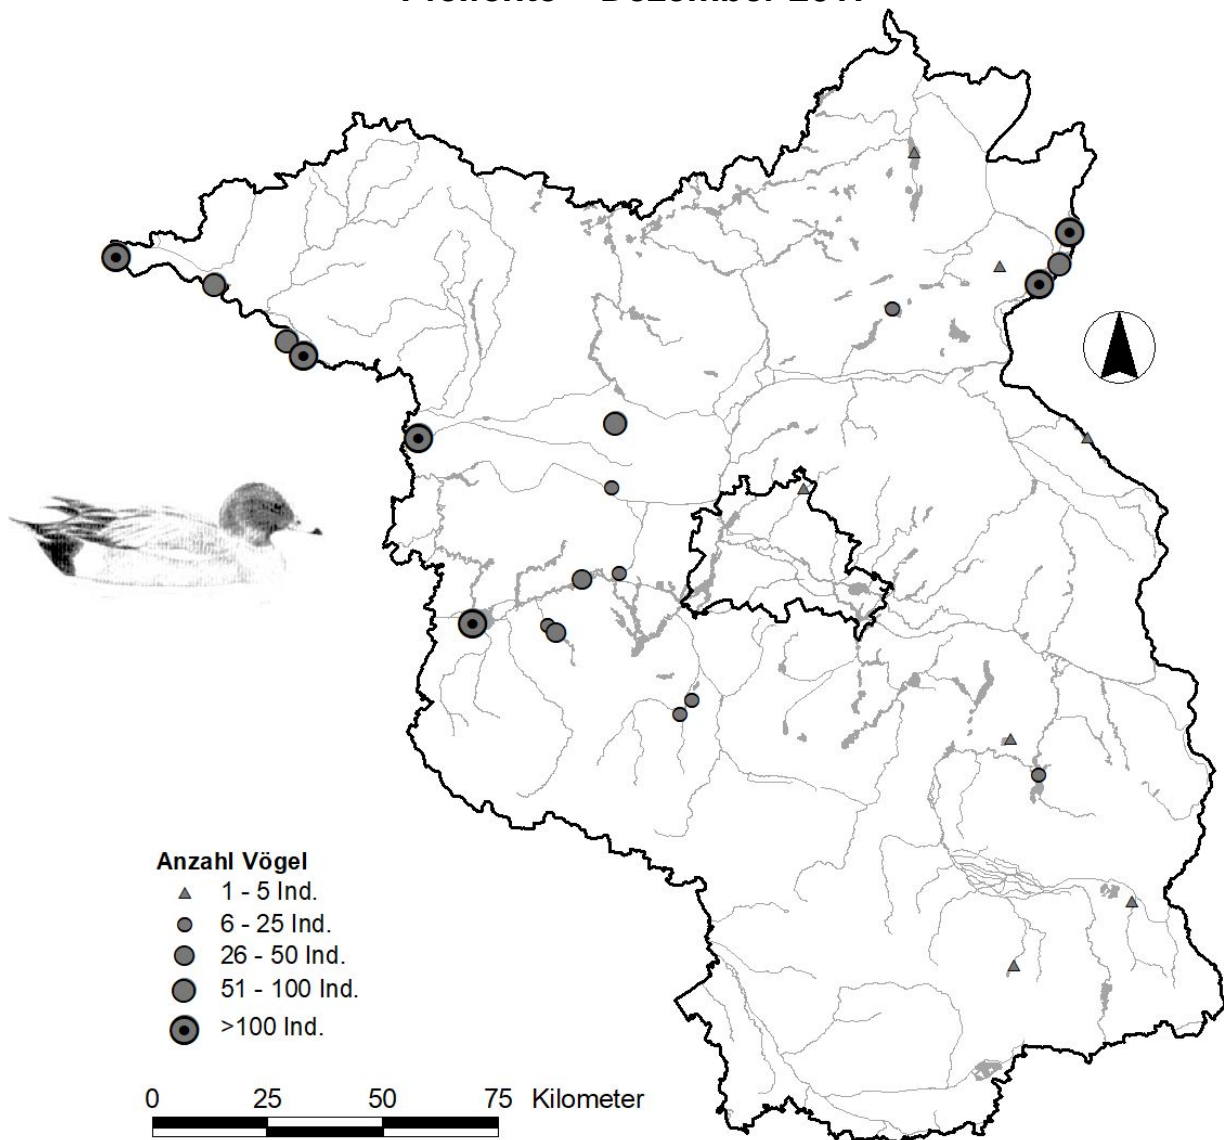 Anzahl Vögel
1 - 5 Ind.
6 - 25 Ind.
26 - 50 Ind.
51 - 100 Ind.
>100 Ind.
0 25 50 75 Kilometer